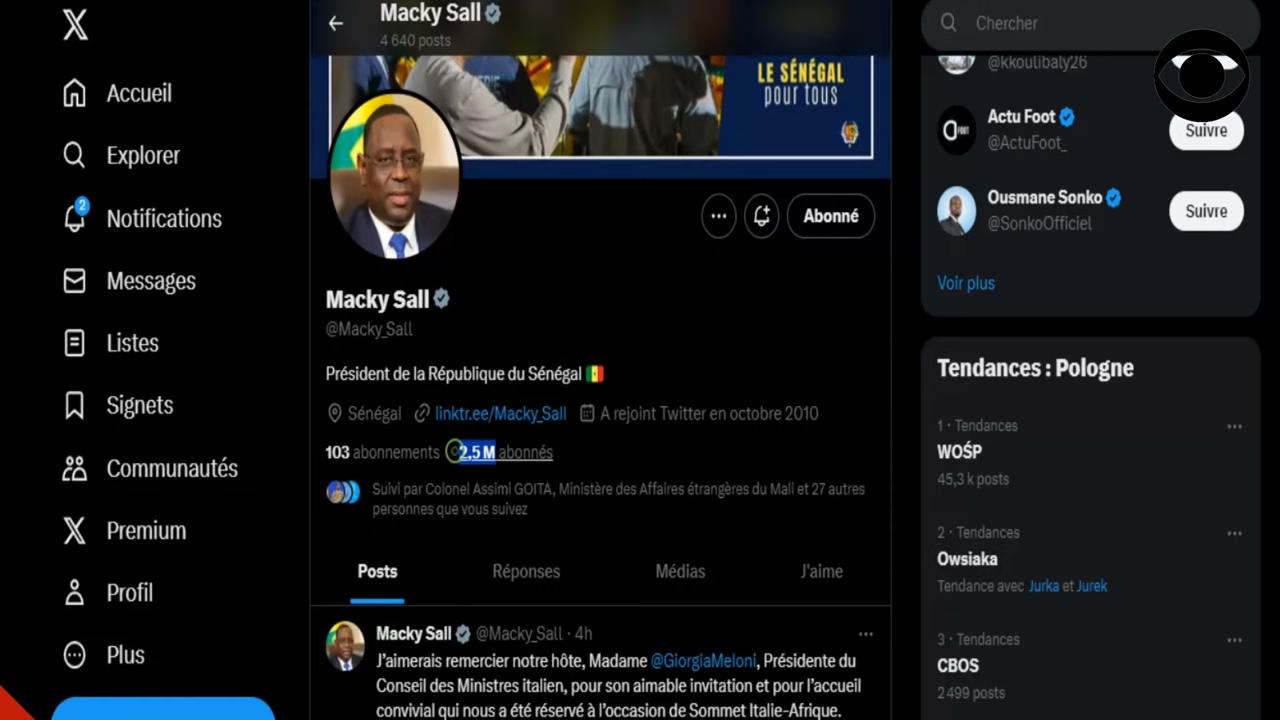 Accueil
Explorer
2
Notifications
Messages
Listes
Signets
Communautés
Premium
Profil
Plus
Macky Sall
4 640 posts
LE SÉNÉGAL
pour tous
Abonné
Macky Sall
@Macky_Sall
Président de la République du Sénégal
Sénégal linktr.ee/Macky_Sall A rejoint Twitter en octobre 2010
103 abonnements 2,5 M abonnés
Suivi par Colonel Assimi GOITA, Ministère des Affaires étrangères du Mali et 27 autres
personnes que vous suivez
Posts Réponses Médias J'aime
Macky Sall @Macky_Sall · 4h
J'aimerais remercier notre hôte, Madame @GiorgiaMeloni, Présidente du
Conseil des Ministres italien, pour son aimable invitation et pour l'accueil
convivial qui nous a été réservé à l'occasion de Sommet Italie-Afrique.
Chercher
@kkoulibaly26
Actu Foot
@ActuFoot_
Suivre
Ousmane Sonko
@SonkoOfficiel
Suivre
Voir plus
Tendances : Pologne
1 · Tendances
WOŚP
45,3 k posts
2 · Tendances
Owsiaka
Tendance avec Jurka et Jurek
3 · Tendances
CBOS
2 499 posts